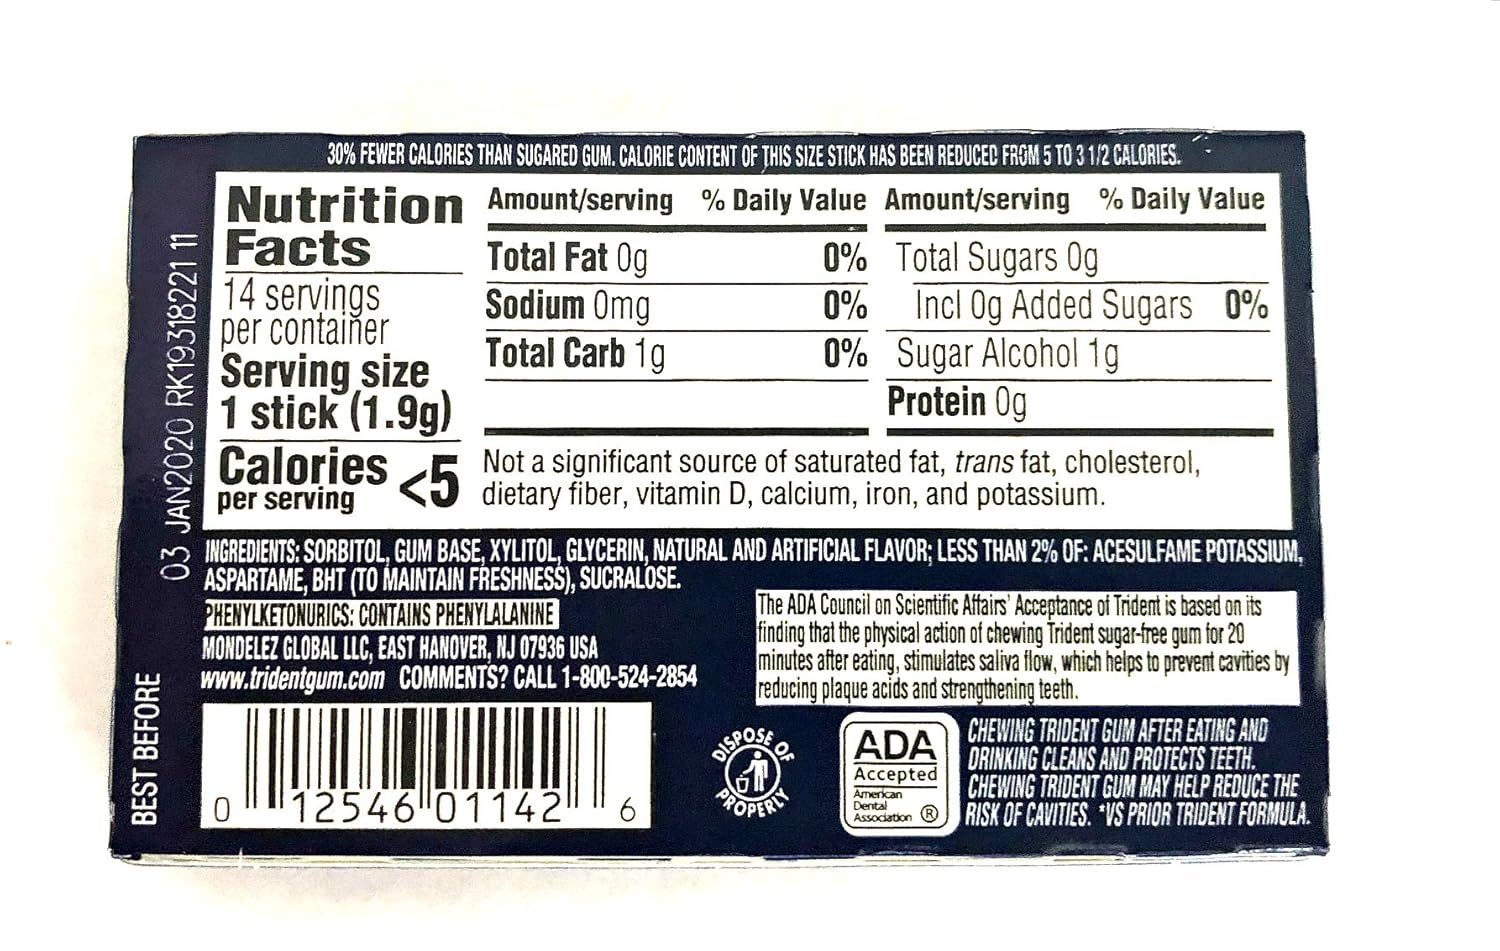 30% FEWER CALORIES THAN SUGARED GUM. CALORIE CONTENT OF THIS SIZE STICK HAS BEEN REDUCED FROM 5 TO 3 1/2 CALORIES.
Nutrition
Facts
14 servings
per container
Serving size
1 stick (1.9g)
Calories
per serving
<5
Amount/serving % Daily Value
Total Fat 0g 0%
Sodium 0mg 0%
Total Carb 1g 0%
Amount/serving % Daily Value
Total Sugars 0g
Incl 0g Added Sugars 0%
Sugar Alcohol 1g
Protein 0g
Not a significant source of saturated fat, trans fat, cholesterol,
dietary fiber, vitamin D, calcium, iron, and potassium.
INGREDIENTS: SORBITOL, GUM BASE, XYLITOL, GLYCERIN, NATURAL AND ARTIFICIAL FLAVOR; LESS THAN 2% OF: ACESULFAME POTASSIUM,
ASPARTAME, BHT (TO MAINTAIN FRESHNESS), SUCRALOSE.
PHENYLKETONURICS: CONTAINS PHENYLALANINE
MONDELEZ GLOBAL LLC, EAST HANOVER, NJ 07936 USA
www.tridentgum.com COMMENTS? CALL 1-800-524-2854
The ADA Council on Scientific Affairs' Acceptance of Trident is based on its
finding that the physical action of chewing Trident sugar-free gum for 20
minutes after eating, stimulates saliva flow, which helps to prevent cavities by
reducing plaque acids and strengthening teeth.
0 12546 01142 6
DISPOSE OF
PROPERLY
ADA
Accepted
American
Dental
Association ®
CHEWING TRIDENT GUM AFTER EATING AND
DRINKING CLEANS AND PROTECTS TEETH.
CHEWING TRIDENT GUM MAY HELP REDUCE THE
RISK OF CAVITIES. *VS PRIOR TRIDENT FORMULA.
BEST BEFORE
03 JAN2020 RK19318221 11